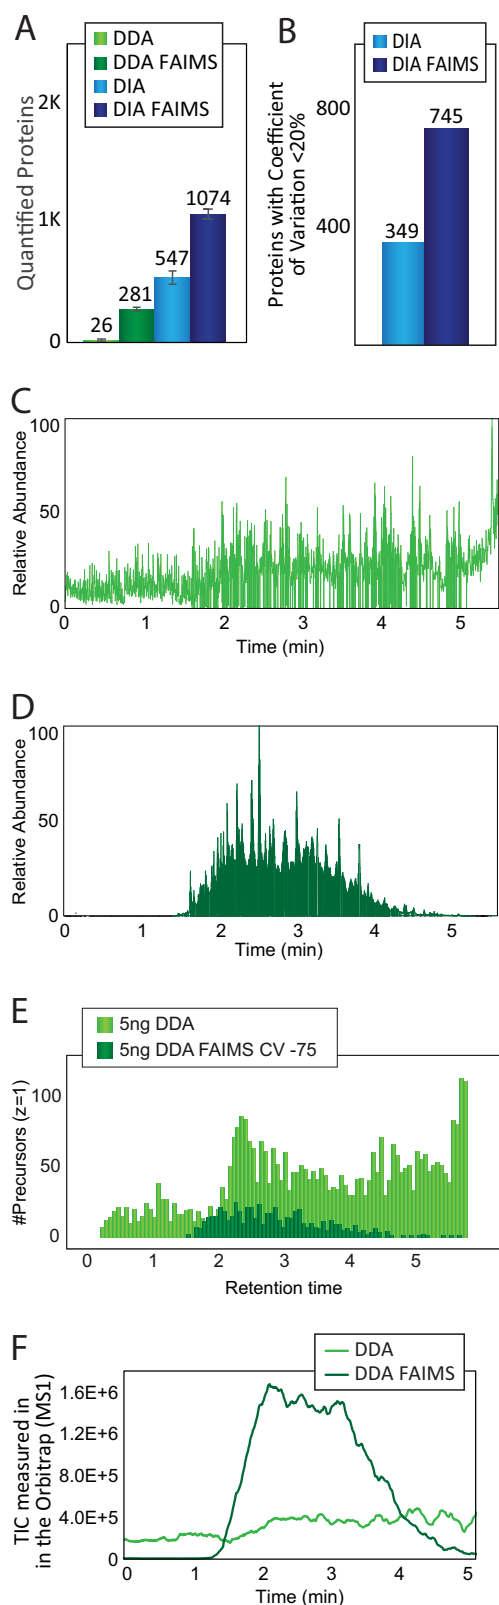 A
DDA
DDA FAIMS
DIA
DIA FAIMS
Quantified Proteins
2K
1K
0
26
281
547
1074
B
DIA
DIA FAIMS
Proteins with Coefficient
of Variation <20%
800
400
349
745
C
Relative Abundance
100
50
0
0 1 2 3 4 5
Time (min)
D
Relative Abundance
100
50
0
0 1 2 3 4 5
Time (min)
E
5ng DDA
5ng DDA FAIMS CV -75
#Precursors (z=1)
100
50
0
0 1 2 3 4 5
Retention time
F
DDA
DDA FAIMS
TIC measured in
in the Orbitrap (MS1)
1.6E+6
1.2E+6
8.0E+5
4.0E+5
0
0 1 2 3 4 5
Time (min)